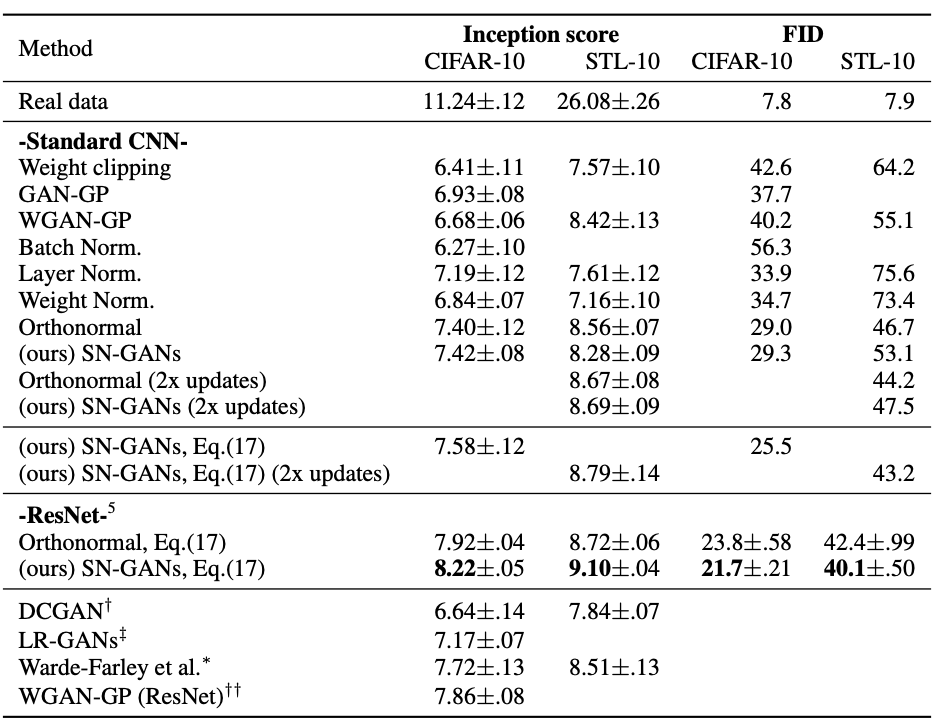 Method Inception score FID
CIFAR-10 STL-10 CIFAR-10 STL-10
Real data 11.24±.12 26.08±.26 7.8 7.9
-Standard CNN-
Weight clipping 6.41±.11 7.57±.10 42.6 64.2
GAN-GP 6.93±.08 37.7
WGAN-GP 6.68±.06 8.42±.13 40.2 55.1
Batch Norm. 6.27±.10 56.3
Layer Norm. 7.19±.12 7.61±.12 33.9 75.6
Weight Norm. 6.84±.07 7.16±.10 34.7 73.4
Orthonormal 7.40±.12 8.56±.07 29.0 46.7
(ours) SN-GANs 7.42±.08 8.28±.09 29.3 53.1
Orthonormal (2x updates) 8.67±.08 44.2
(ours) SN-GANs (2x updates) 8.69±.09 47.5
(ours) SN-GANs, Eq.(17) 7.58±.12 25.5
(ours) SN-GANs, Eq.(17) (2x updates) 8.79±.14 43.2
-ResNet-5
Orthonormal, Eq.(17) 7.92±.04 8.72±.06 23.8±.58 42.4±.99
(ours) SN-GANs, Eq.(17) 8.22±.05 9.10±.04 21.7±.21 40.1±.50
DCGAN† 6.64±.14 7.84±.07
LR-GANs‡ 7.17±.07
Warde-Farley et al.* 7.72±.13 8.51±.13
WGAN-GP (ResNet)†† 7.86±.08